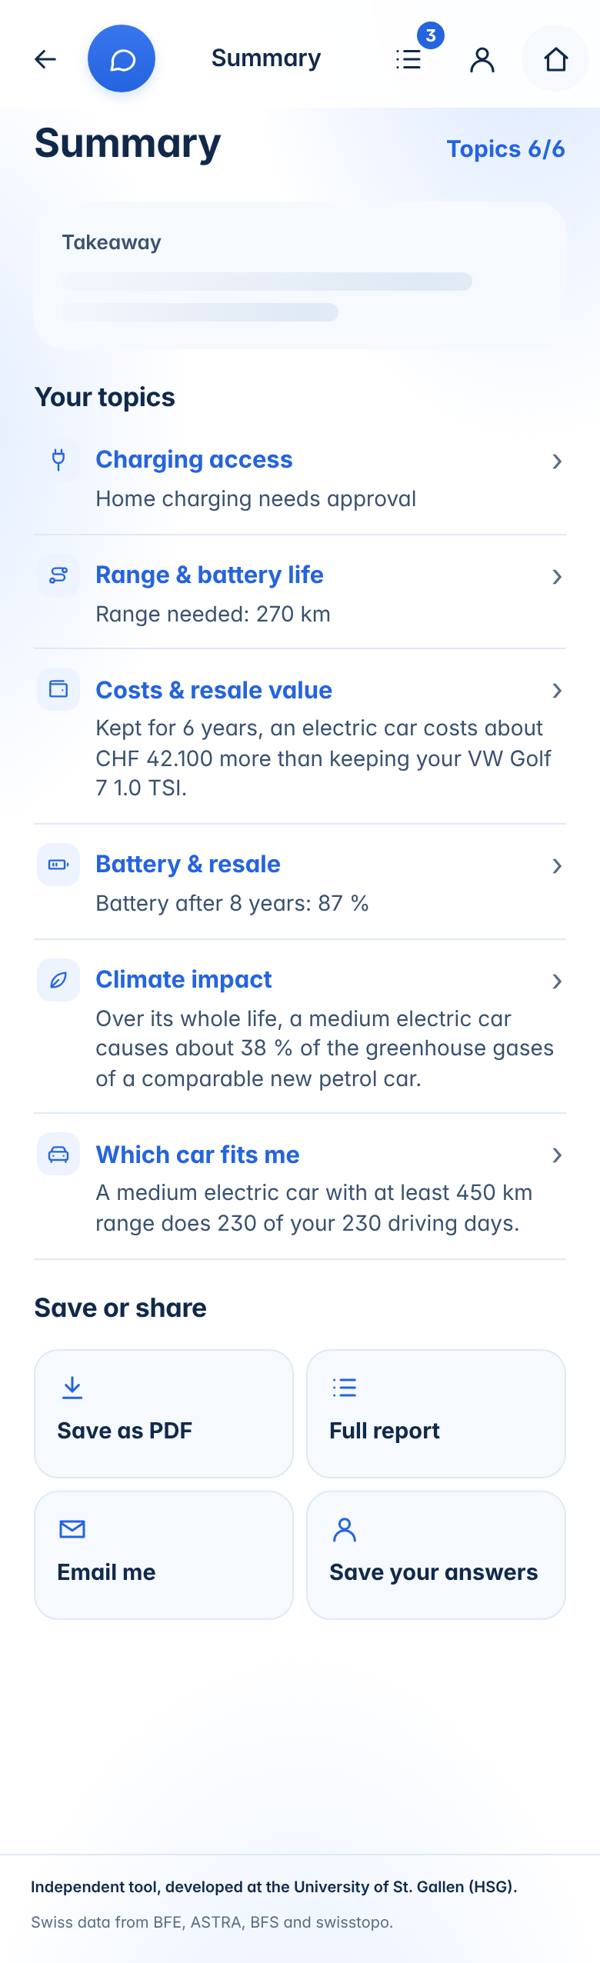 Summary
3
Summary
Topics 6/6
Takeaway
Your topics
Charging access
Home charging needs approval
Range & battery life
Range needed: 270 km
Costs & resale value
Kept for 6 years, an electric car costs about
CHF 42.100 more than keeping your VW Golf
7 1.0 TSI.
Battery & resale
Battery after 8 years: 87 %
Climate impact
Over its whole life, a medium electric car
causes about 38 % of the greenhouse gases
of a comparable new petrol car.
Which car fits me
A medium electric car with at least 450 km
range does 230 of your 230 driving days.
Save or share
Save as PDF
Full report
Email me
Save your answers
Independent tool, developed at the University of St. Gallen (HSG).
Swiss data from BFE, ASTRA, BFS and swisstopo.